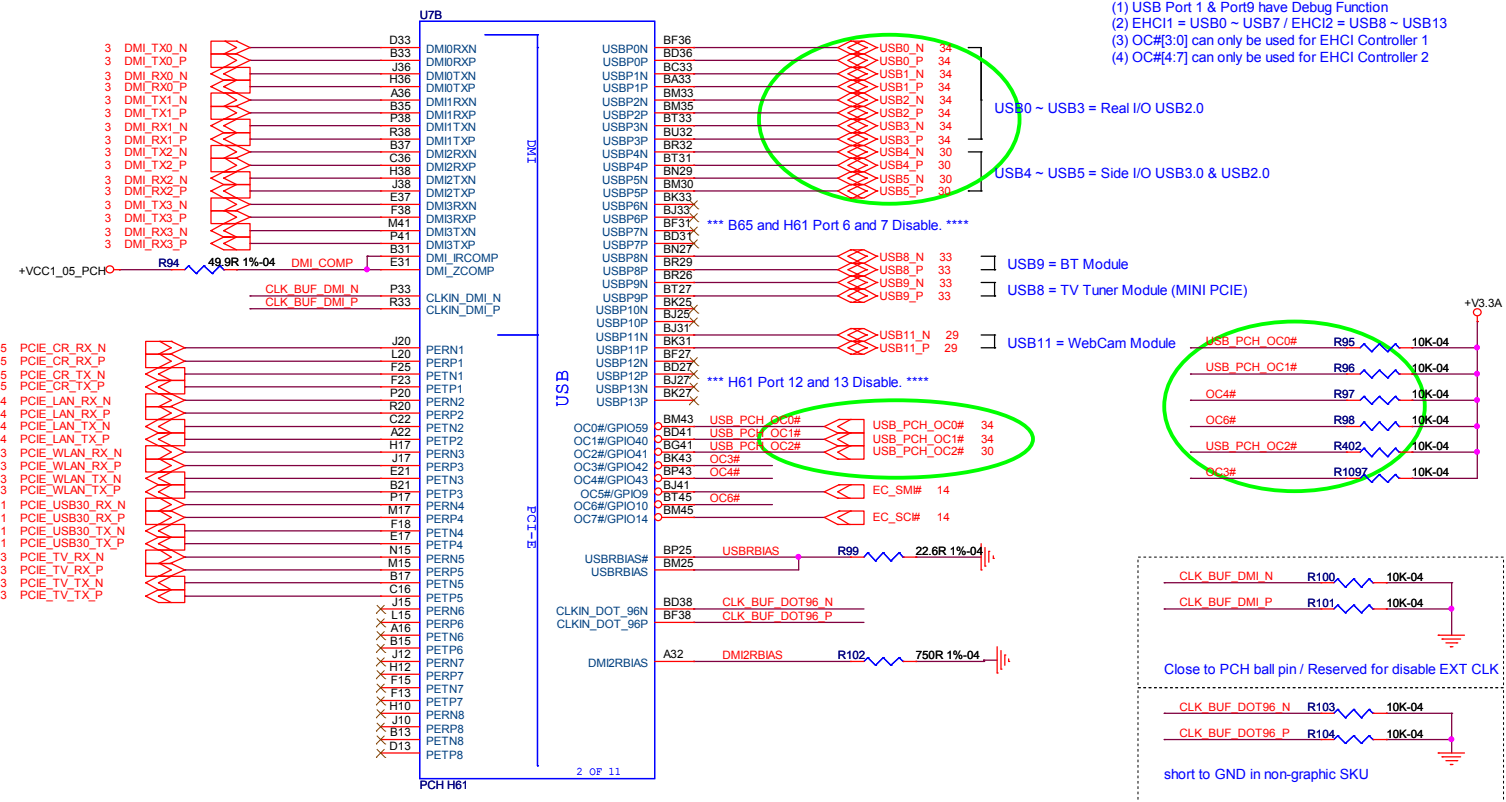 U7B
(1) USB Port 1 & Port9 have Debug Function
(2) EHCI1 = USB0 ~ USB7 / EHCI2 = USB8 ~ USB13
(3) OC#[3:0] can only be used for EHCI Controller 1
(4) OC#[4:7] can only be used for EHCI Controller 2
3 DMI_TX0_N D33 DMI0RXN
3 DMI_TX0_P B33 DMI0RXP
3 DMI_RX0_N J36 DMI0TXN
3 DMI_RX0_P H36 DMI0TXP
3 DMI_TX1_N A36 DMI1RXN
3 DMI_TX1_P B35 DMI1RXP
3 DMI_RX1_N P38 DMI1TXN
3 DMI_RX1_P R38 DMI1TXP
3 DMI_TX2_N B37 DMI2RXN
3 DMI_TX2_P C36 DMI2RXP
3 DMI_RX2_N H38 DMI2TXN
3 DMI_RX2_P J38 DMI2TXP
3 DMI_TX3_N E37 DMI3RXN
3 DMI_TX3_P F38 DMI3RXP
3 DMI_RX3_N M41 DMI3TXN
3 DMI_RX3_P P41 DMI3TXP
B31 DMI_IRCOMP
+VCC1_05_PCH R94 49.9R 1%-04 DMI_COMP E31 DMI_ZCOMP
CLK_BUF_DMI_N P33 CLKIN_DMI_N
CLK_BUF_DMI_P R33 CLKIN_DMI_P
DMI
5 PCIE_CR_RX_N J20 PERN1
5 PCIE_CR_RX_P L20 PERP1
5 PCIE_CR_TX_N F25 PETN1
5 PCIE_CR_TX_P F23 PETP1
4 PCIE_LAN_RX_N P20 PERN2
4 PCIE_LAN_RX_P R20 PERP2
4 PCIE_LAN_TX_N C22 PETN2
4 PCIE_LAN_TX_P A22 PETP2
3 PCIE_WLAN_RX_N H17 PERN3
3 PCIE_WLAN_RX_P J17 PERP3
3 PCIE_WLAN_TX_N E21 PETN3
3 PCIE_WLAN_TX_P B21 PETP3
1 PCIE_USB30_RX_N P17 PERN4
1 PCIE_USB30_RX_P M17 PERP4
1 PCIE_USB30_TX_N F18 PETN4
1 PCIE_USB30_TX_P E17 PETP4
3 PCIE_TV_RX_N N15 PERN5
3 PCIE_TV_RX_P M15 PERP5
3 PCIE_TV_TX_N B17 PETN5
3 PCIE_TV_TX_P C16 PETP5
J15 PERN6
L15 PERP6
A16 PETN6
B15 PETP6
J12 PERN7
H12 PERP7
F15 PETN7
F13 PETP7
H10 PERN8
J10 PERP8
B13 PETN8
D13 PETP8
PCI-E
USB
USBP0N BF36 USB0_N 34
USBP0P BD36 USB0_P 34
USBP1N BC33 USB1_N 34
USBP1P BA33 USB1_P 34
USBP2N BM33 USB2_N 34
USBP2P BM35 USB2_P 34
USBP3N BT33 USB3_N 34
USBP3P BU32 USB3_P 34
USB0 ~ USB3 = Real I/O USB2.0
USBP4N BR32 USB4_N 30
USBP4P BT31 USB4_P 30
USBP5N BN29 USB5_N 30
USBP5P BM30 USB5_P 30
USB4 ~ USB5 = Side I/O USB3.0 & USB2.0
USBP6N BK33
USBP6P BJ33
USBP7N BF31
USBP7P BD31
*** B65 and H61 Port 6 and 7 Disable. ****
USBP8N BN27 USB8_N 33
USBP8P BR29 USB8_P 33
USB9 = BT Module
USBP9N BR26 USB9_N 33
USBP9P BT27 USB9_P 33
USB8 = TV Tuner Module (MINI PCIE)
USBP10N BK25
USBP10P BJ25
USBP11N BJ31 USB11_N 29
USBP11P BK31 USB11_P 29
USB11 = WebCam Module
USBP12N BF27
USBP12P BD27
USBP13N BJ27
USBP13P BK27
*** H61 Port 12 and 13 Disable. ****
OC0#/GPIO59 BM43 USB_PCH_OC0# USB_PCH_OC0# 34
OC1#/GPIO40 BD41 USB_PCH_OC1# USB_PCH_OC1# 34
OC2#/GPIO41 BG41 USB_PCH_OC2# USB_PCH_OC2# 30
OC3#/GPIO42 BK43 OC3#
OC4#/GPIO43 BP43 OC4#
OC5#/GPIO9 BJ41 EC_SMI# 14
OC6#/GPIO10 BT45 OC6#
OC7#/GPIO14 BM45 EC_SCI# 14
USBRBIAS# BP25 USBRBIAS R99 22.6R 1%-04
USBRBIAS BM25
CLKIN_DOT_96N BD38 CLK_BUF_DOT96_N
CLKIN_DOT_96P BF38 CLK_BUF_DOT96_P
DMI2RBIAS A32 DMI2RBIAS R102 750R 1%-04
2 OF 11
PCH H61
+V3.3A
USB_PCH_OC0# R95 10K-04
USB_PCH_OC1# R96 10K-04
OC4# R97 10K-04
OC6# R98 10K-04
USB_PCH_OC2# R402 10K-04
OC3# R1097 10K-04
CLK_BUF_DMI_N R100 10K-04
CLK_BUF_DMI_P R101 10K-04
Close to PCH ball pin / Reserved for disable EXT CLK
CLK_BUF_DOT96_N R103 10K-04
CLK_BUF_DOT96_P R104 10K-04
short to GND in non-graphic SKU